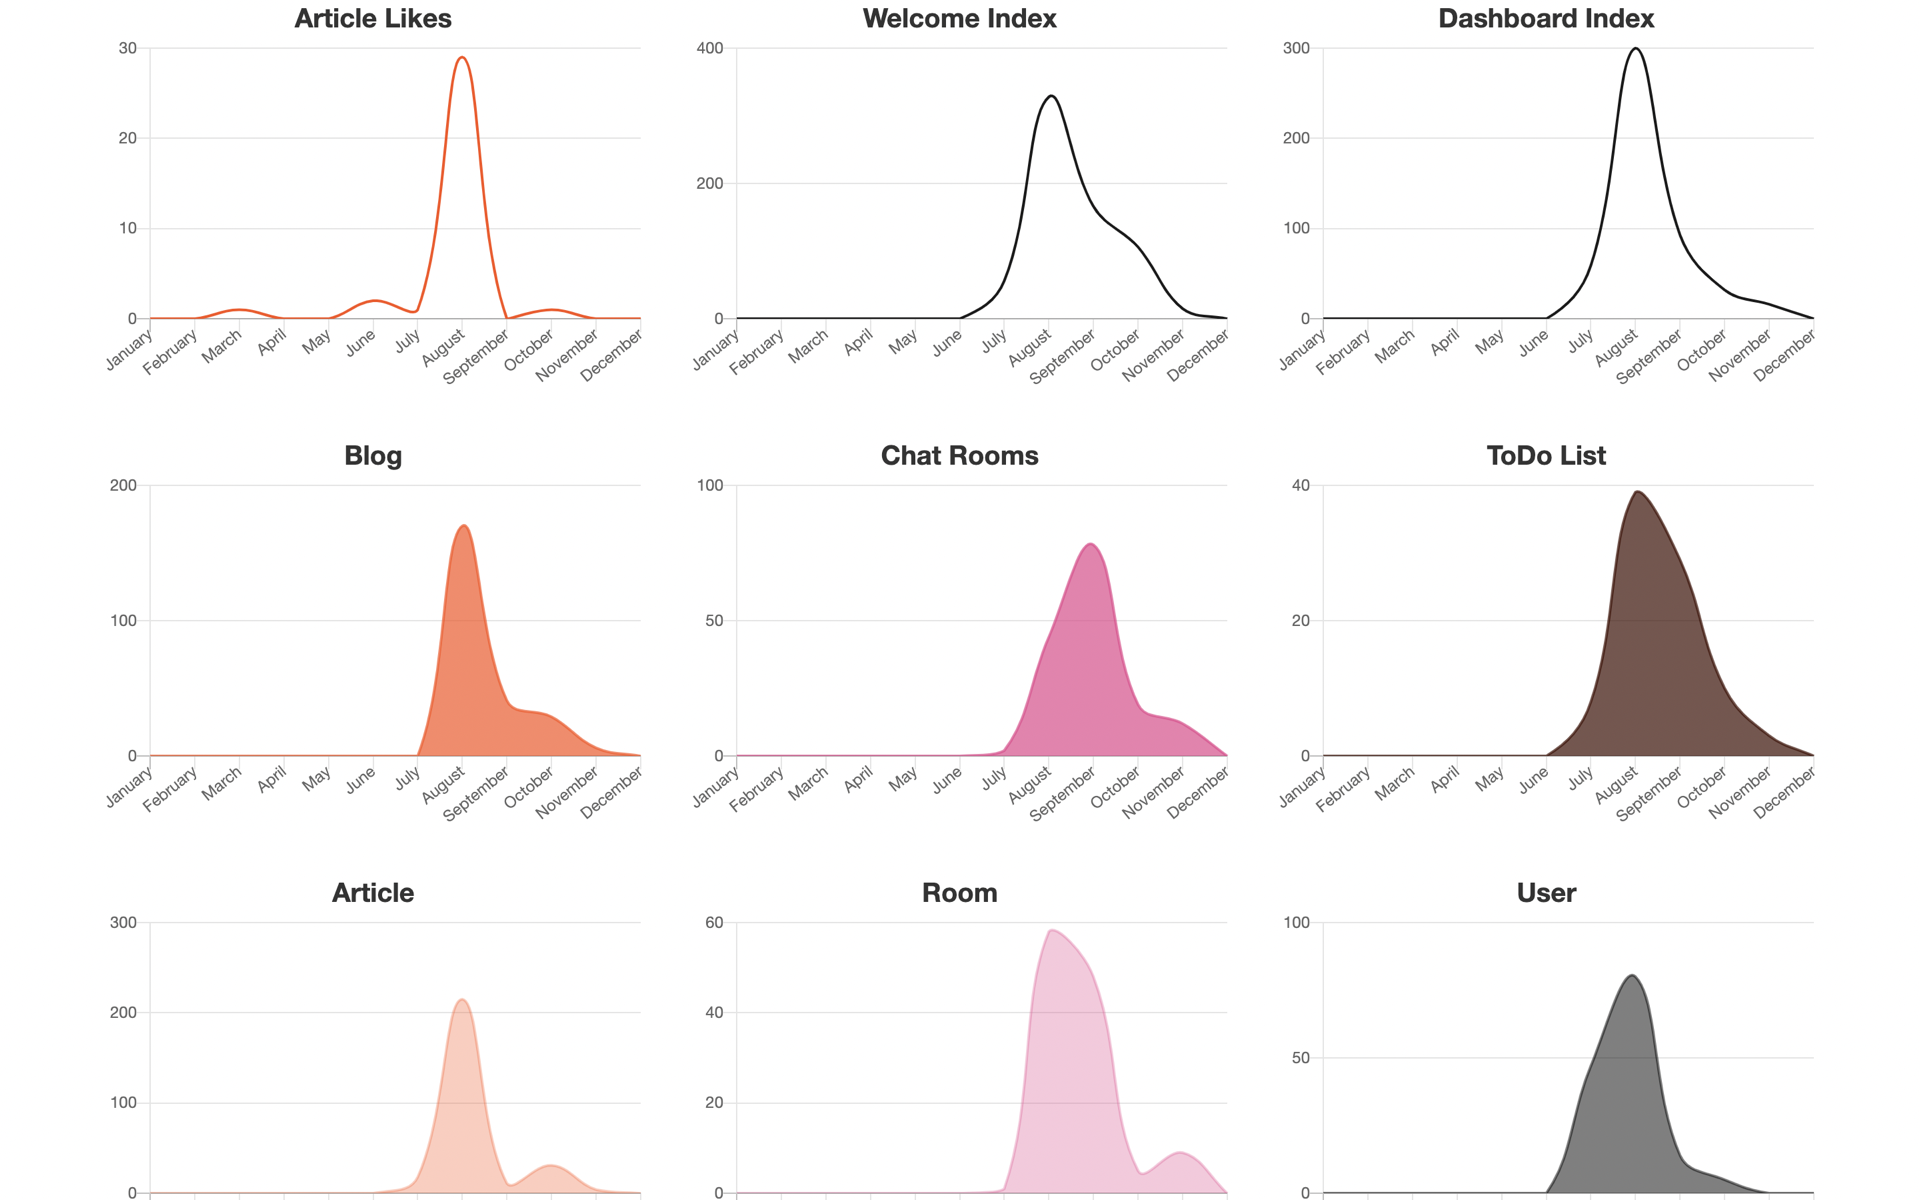 Article Likes
30
20
10
0
January February March April May June July August September October November December
Welcome Index
400
200
0
January February March April May June July August September October November December
Dashboard Index
300
200
100
0
January February March April May June July August September October November December
Blog
200
100
0
January February March April May June July August September October November December
Chat Rooms
100
50
0
January February March April May June July August September October November December
ToDo List
40
20
0
January February March April May June July August September October November December
Article
300
200
100
0
Room
60
40
20
0
User
100
50
0